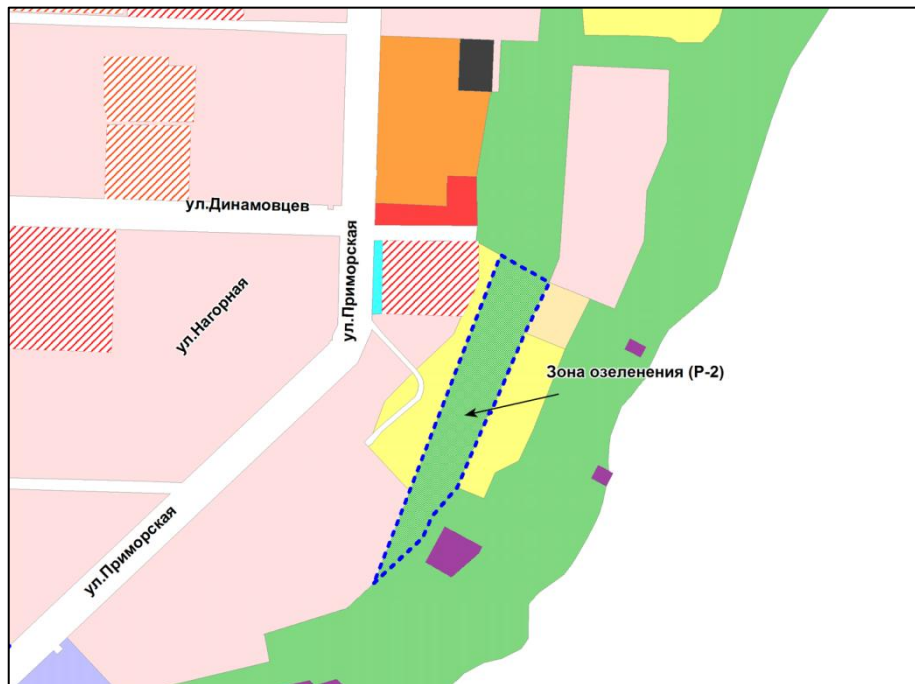 ул.Динамовцев
ул.Приморская
ул.Нагорная
Зона озеленения (Р-2)
ул.Приморская